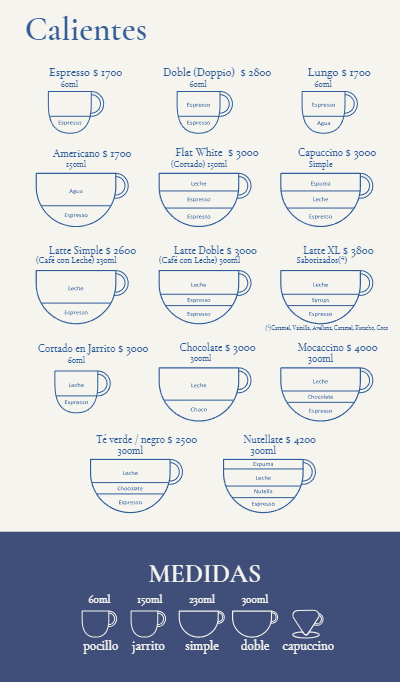 Calientes
Espresso $ 1700
60ml
Espresso
Doble (Doppio) $ 2800
60ml
Espresso
Espresso
Lungo $ 1700
60ml
Espresso
Agua
Americano $ 1700
150ml
Agua
Espresso
Flat White $ 3000
(Cortado) 150ml
Leche
Espresso
Espresso
Capuccino $ 3000
Simple
Espuma
Leche
Espresso
Latte Simple $ 2600
(Café con Leche) 230ml
Leche
Espresso
Latte Doble $ 3000
(Café con Leche) 300ml
Leche
Espresso
Espresso
Latte XL $ 3800
Saborizados(*)
Leche
Syrups
Espresso
(*)Caramel, Vainilla, Avellana, Caramel, Pistacho, Coco
Cortado en Jarrito $ 3000
60ml
Leche
Espresso
Chocolate $ 3000
300ml
Leche
Choco
Mocaccino $ 4000
300ml
Leche
Chocolate
Espresso
Té verde / negro $ 2500
300ml
Leche
Chocolate
Espresso
Nutellate $ 4200
300ml
Espuma
Leche
Nutella
Espresso
MEDIDAS
60ml 150ml 230ml 300ml
pocillo jarrito simple doble capuccino